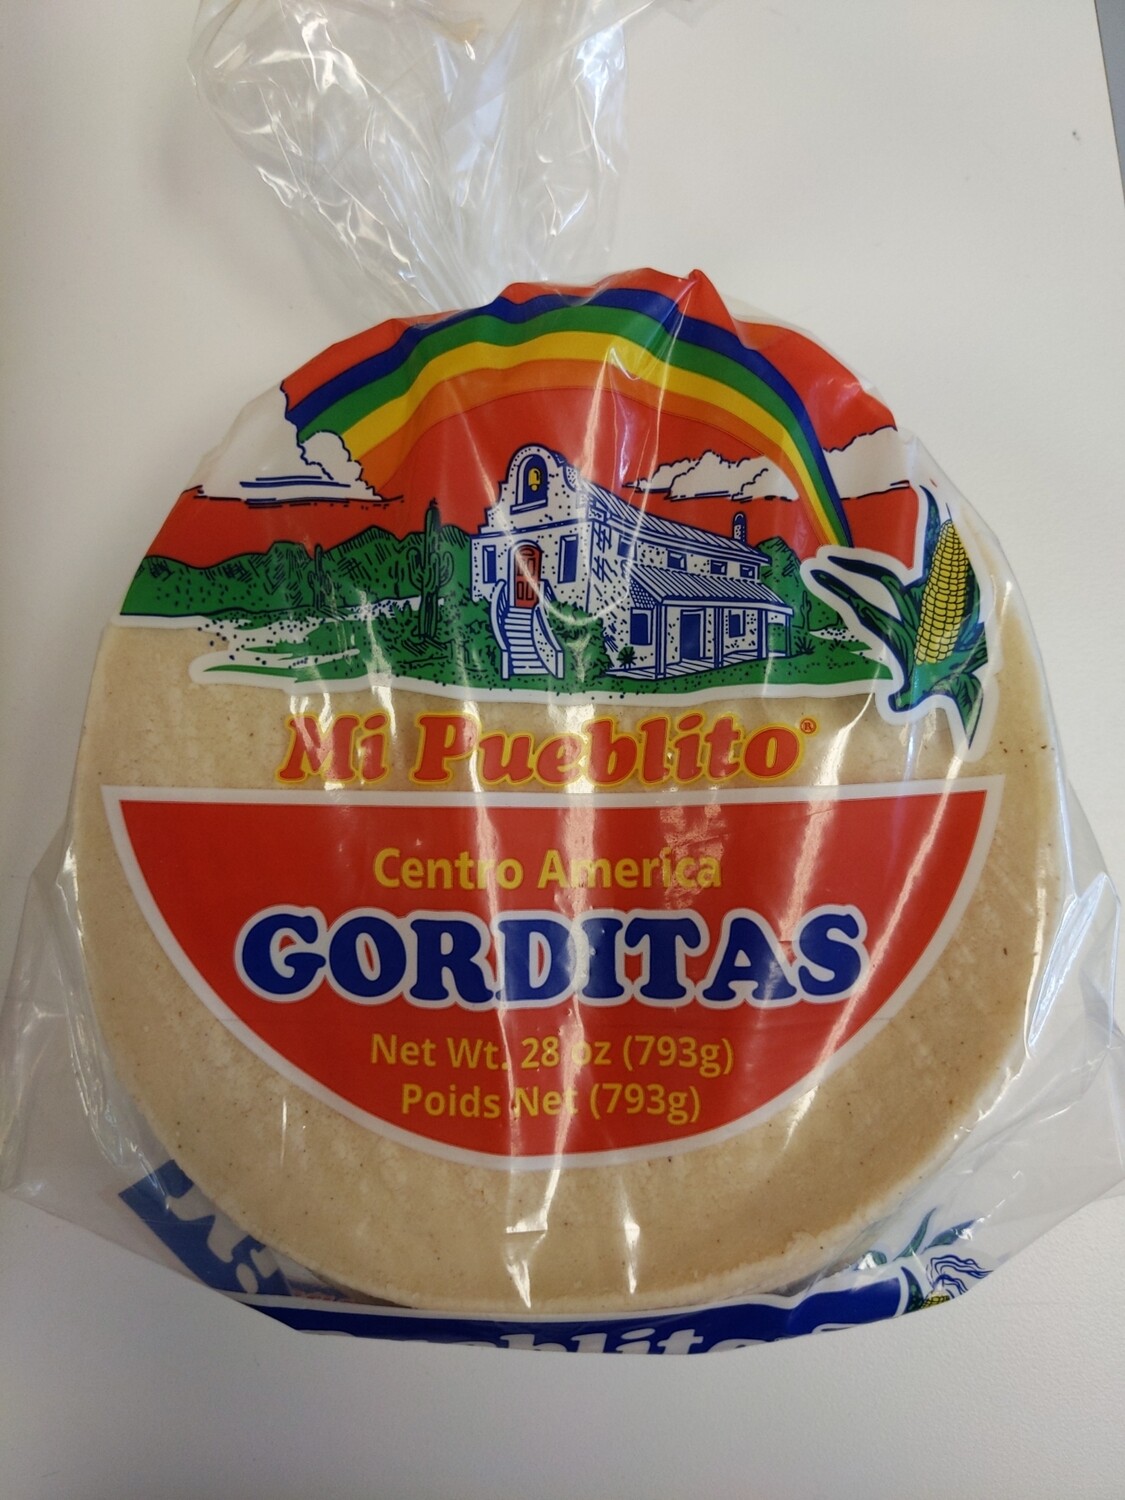 Mi Pueblito®
Centro America
GORDITAS
Net Wt. 28 oz (793g)
Poids Net (793g)